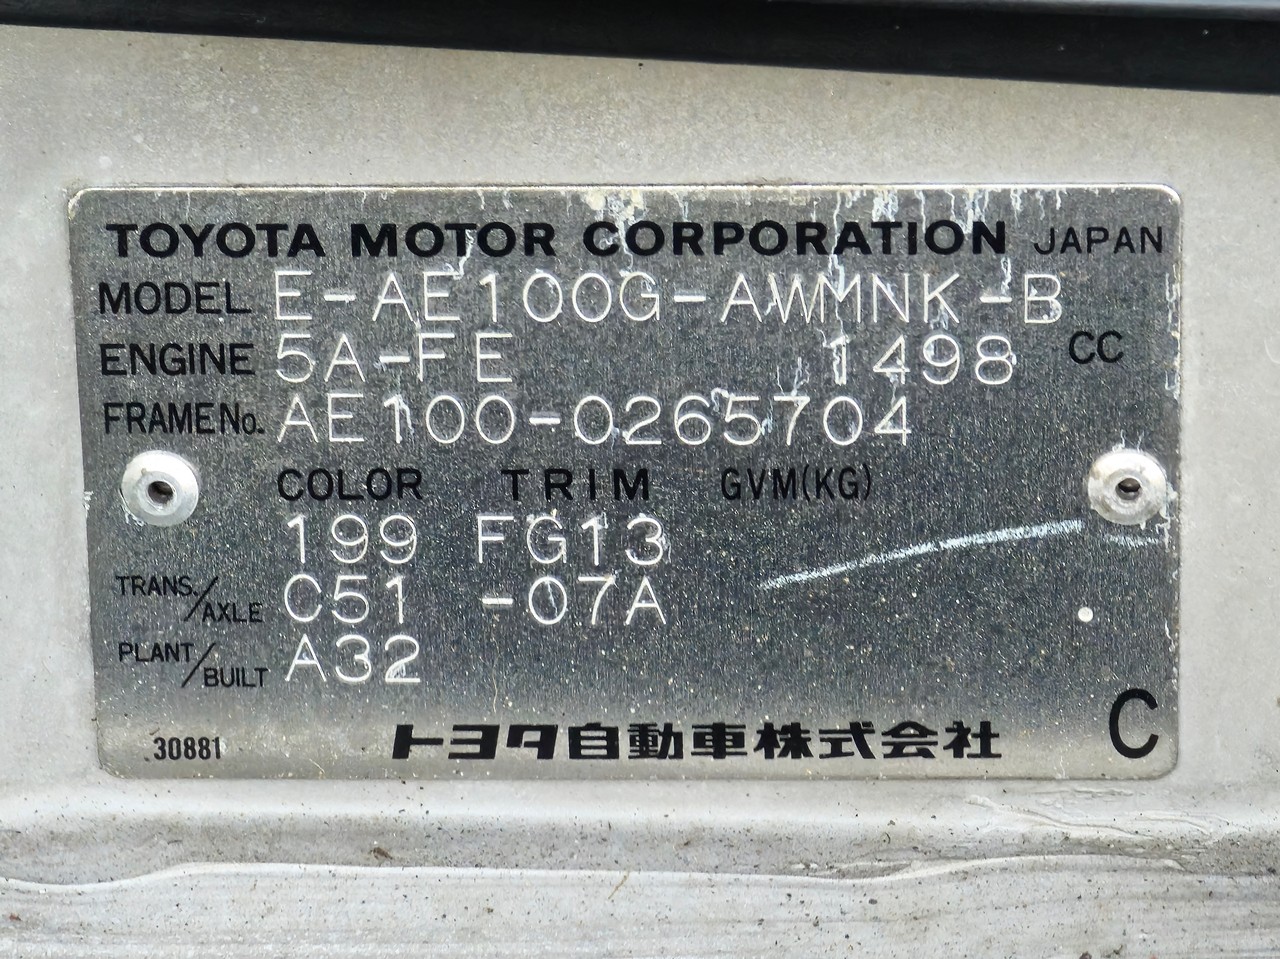 TOYOTA MOTOR CORPORATION JAPAN
MODEL E-AE100G-AWMNK-B
ENGINE 5A-FE 1498 CC
FRAME No. AE100-0265704
COLOR TRIM GVM(KG)
199 FG13
TRANS./AXLE C51 -07A
PLANT/BUILT A32
30881 トヨタ自動車株式会社 C